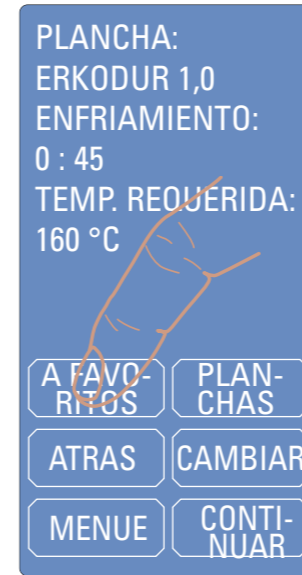 PLANCHA:
ERKODUR 1,0
ENFRIAMIENTO:
0 : 45
TEMP. REQUERIDA:
160 °C
A FAVO-
RITOS
PLAN-
CHAS
ATRAS
CAMBIAR
MENUE
CONTI-
NUAR